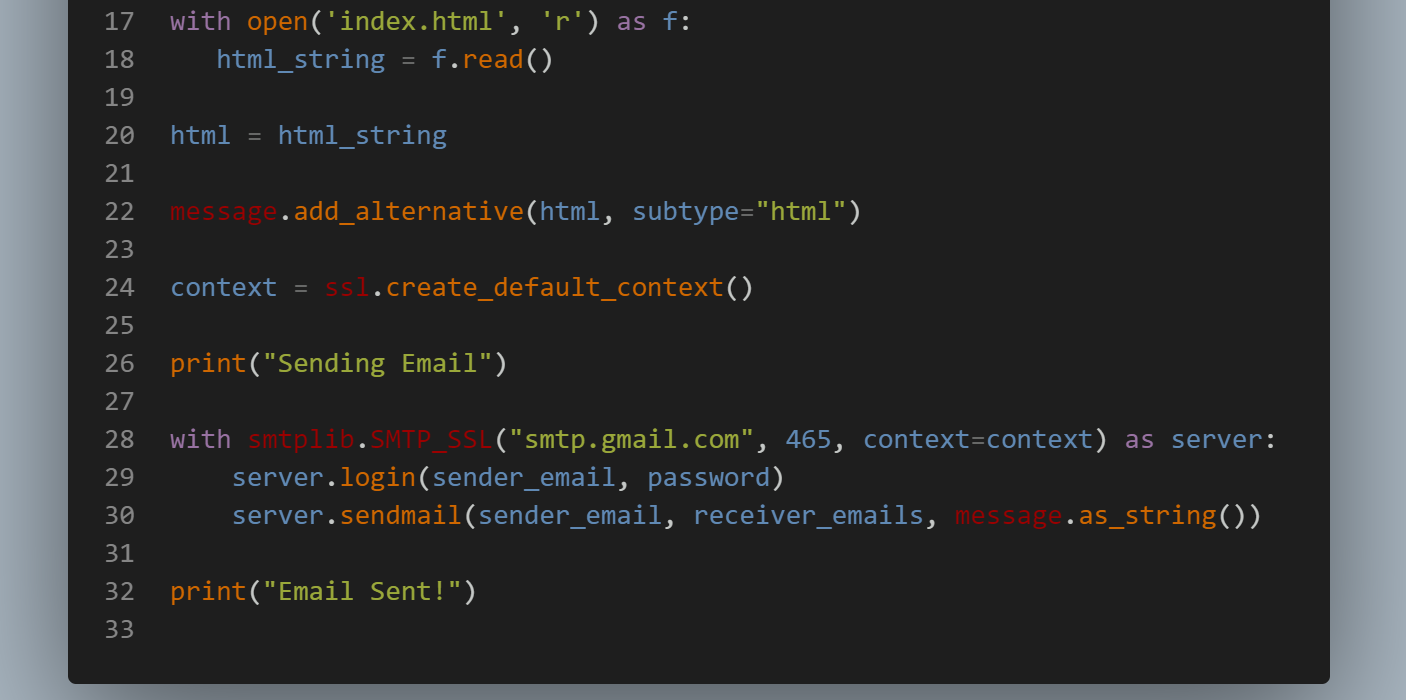 17 with open('index.html', 'r') as f:
18    html_string = f.read()
19
20 html = html_string
21
22 message.add_alternative(html, subtype="html")
23
24 context = ssl.create_default_context()
25
26 print("Sending Email")
27
28 with smtplib.SMTP_SSL("smtp.gmail.com", 465, context=context) as server:
29     server.login(sender_email, password)
30     server.sendmail(sender_email, receiver_emails, message.as_string())
31
32 print("Email Sent!")
33